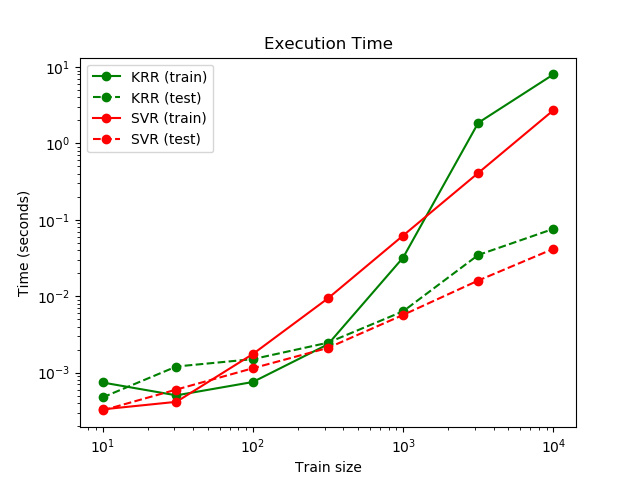 Execution Time
KRR (train)
KRR (test)
SVR (train)
SVR (test)
Time (seconds)
10¹
10⁰
10⁻¹
10⁻²
10⁻³
10¹
10²
10³
10⁴
Train size